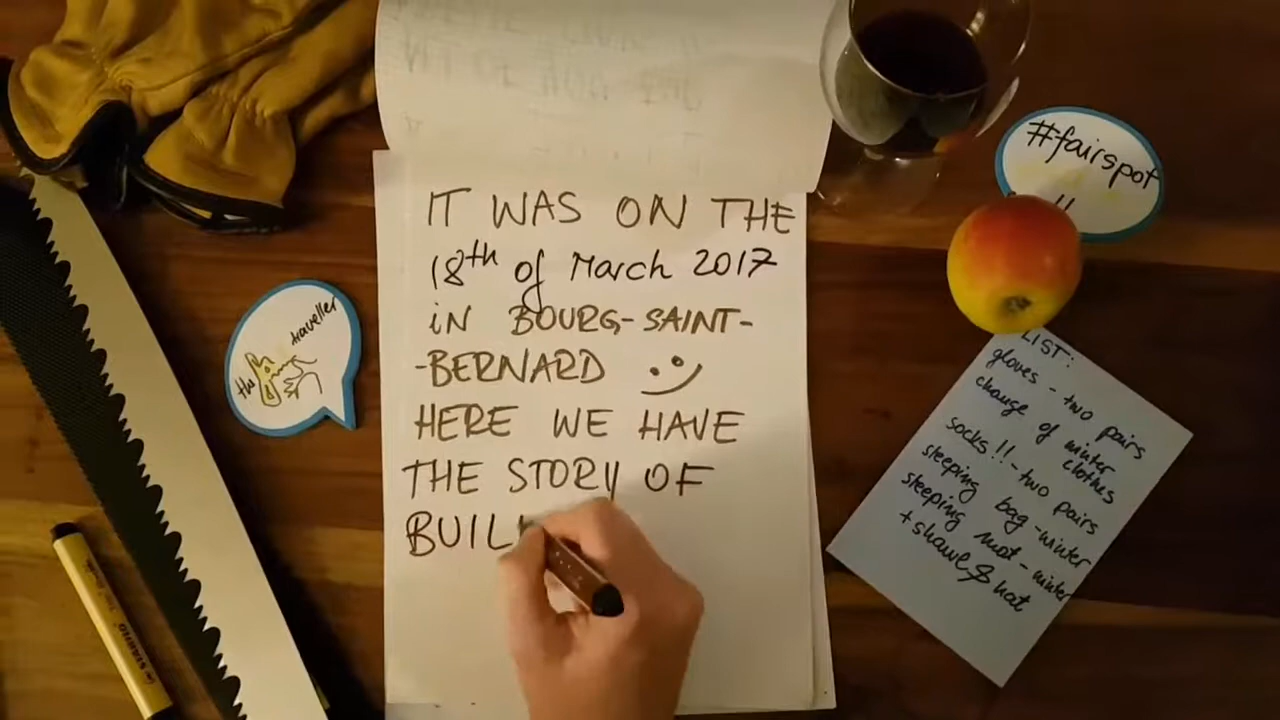 IT WAS ON THE
18th of March 2017
iN BOURG-SAINT-
-BERNARD
HERE WE HAVE
THE STORY OF
BUIL
#fairspot
the traveller
LIST:
gloves - two pairs
change of winter
clothes
socks!! - two pairs
sleeping bag - winter
sleeping mat - winter
+ shawl & hat
STABILO